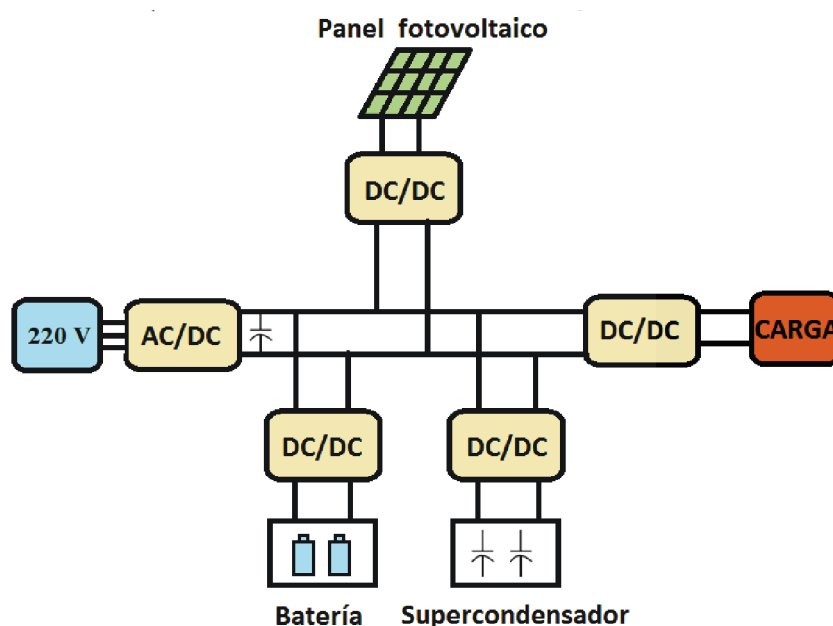 Panel fotovoltaico
DC/DC
220 V
AC/DC
DC/DC
CARGA
DC/DC
DC/DC
Batería
Supercondensador